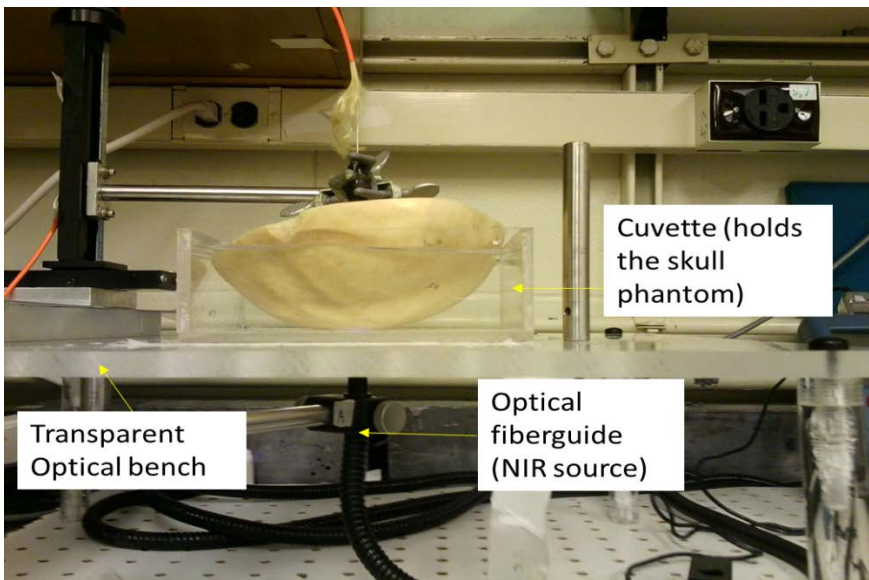 Cuvette (holds
the skull
phantom)
Optical
fiberguide
(NIR source)
Transparent
Optical bench
A